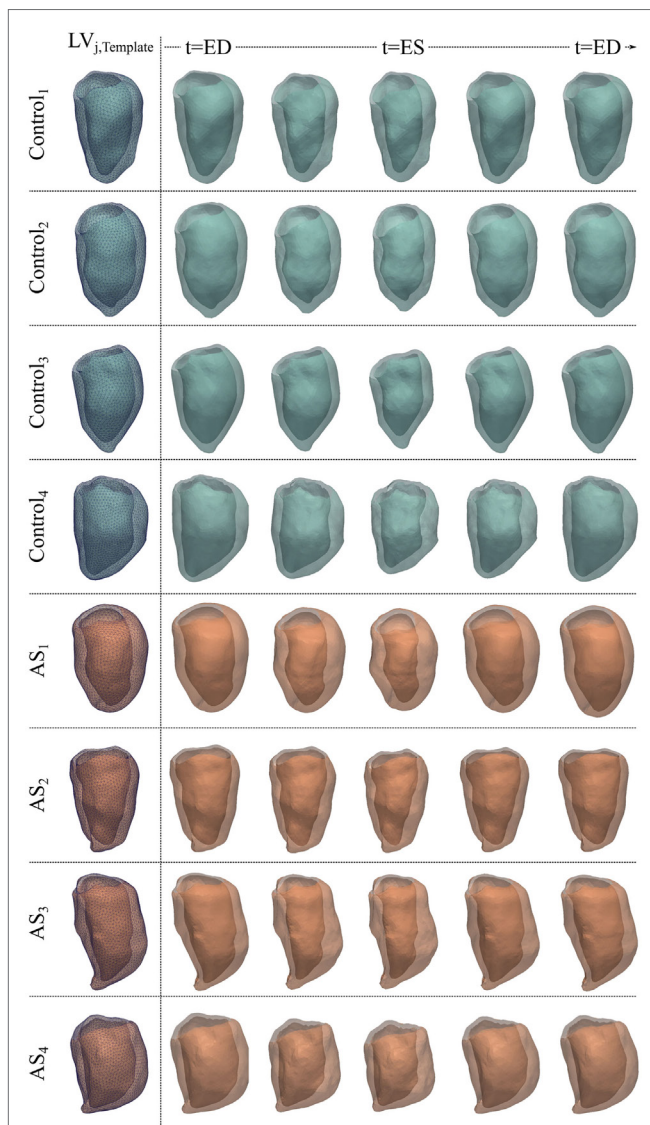 LVj,Template t=ED t=ES t=ED
Control1
Control2
Control3
Control4
AS1
AS2
AS3
AS4